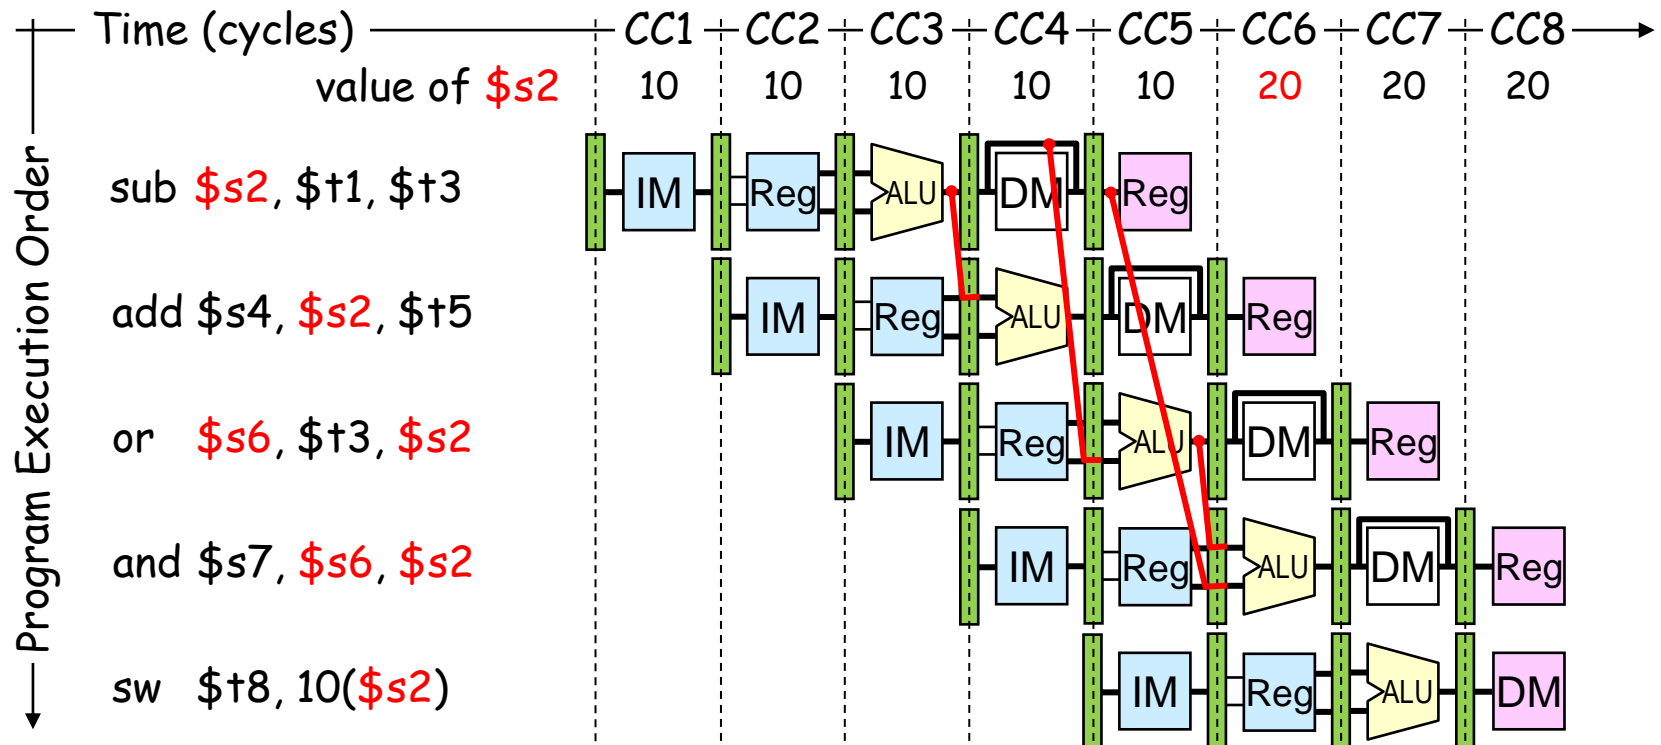 Time (cycles) CC1 CC2 CC3 CC4 CC5 CC6 CC7 CC8
value of $s2 10 10 10 10 10 20 20 20
Program Execution Order
sub $s2, $t1, $t3 IM Reg ALU DM Reg
add $s4, $s2, $t5 IM Reg ALU DM Reg
or $s6, $t3, $s2 IM Reg ALU DM Reg
and $s7, $s6, $s2 IM Reg ALU DM Reg
sw $t8, 10($s2) IM Reg ALU DM